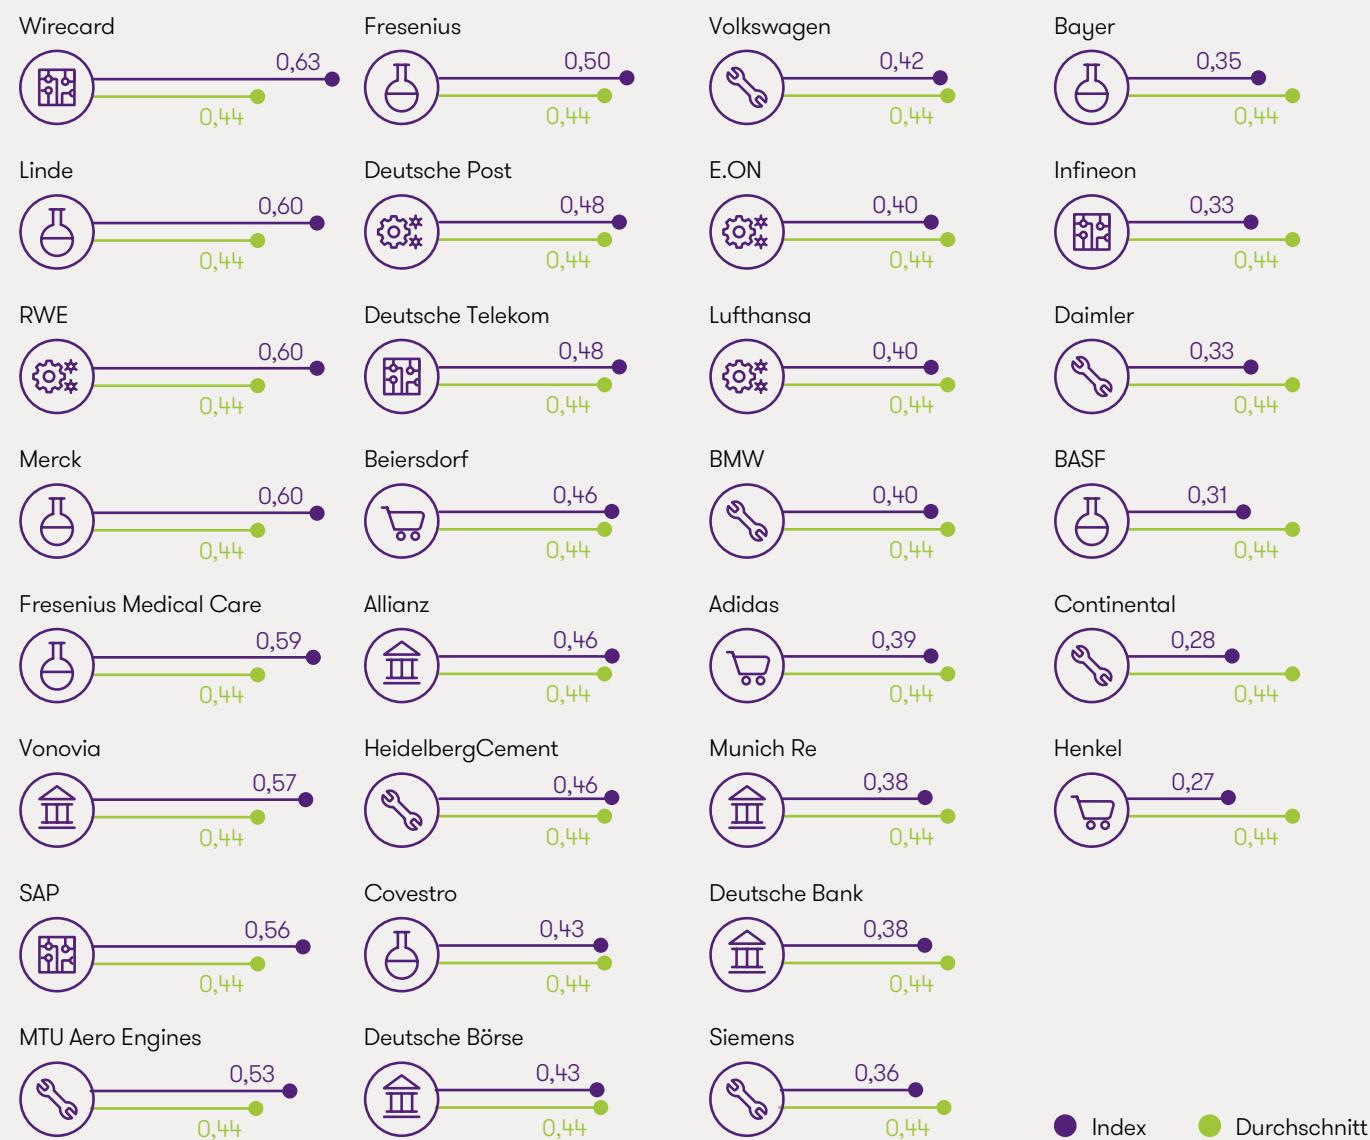 Wirecard
0,63
0,44
Linde
0,60
0,44
RWE
0,60
0,44
Merck
0,60
0,44
Fresenius Medical Care
0,59
0,44
Vonovia
0,57
0,44
SAP
0,56
0,44
MTU Aero Engines
0,53
0,44
Fresenius
0,50
0,44
Deutsche Post
0,48
0,44
Deutsche Telekom
0,48
0,44
Beiersdorf
0,46
0,44
Allianz
0,46
0,44
HeidelbergCement
0,46
0,44
Covestro
0,43
0,44
Deutsche Börse
0,43
0,44
Volkswagen
0,42
0,44
E.ON
0,40
0,44
Lufthansa
0,40
0,44
BMW
0,40
0,44
Adidas
0,39
0,44
Munich Re
0,38
0,44
Deutsche Bank
0,38
0,44
Siemens
0,36
0,44
Bayer
0,35
0,44
Infineon
0,33
0,44
Daimler
0,33
0,44
BASF
0,31
0,44
Continental
0,28
0,44
Henkel
0,27
0,44
Index
Durchschnitt